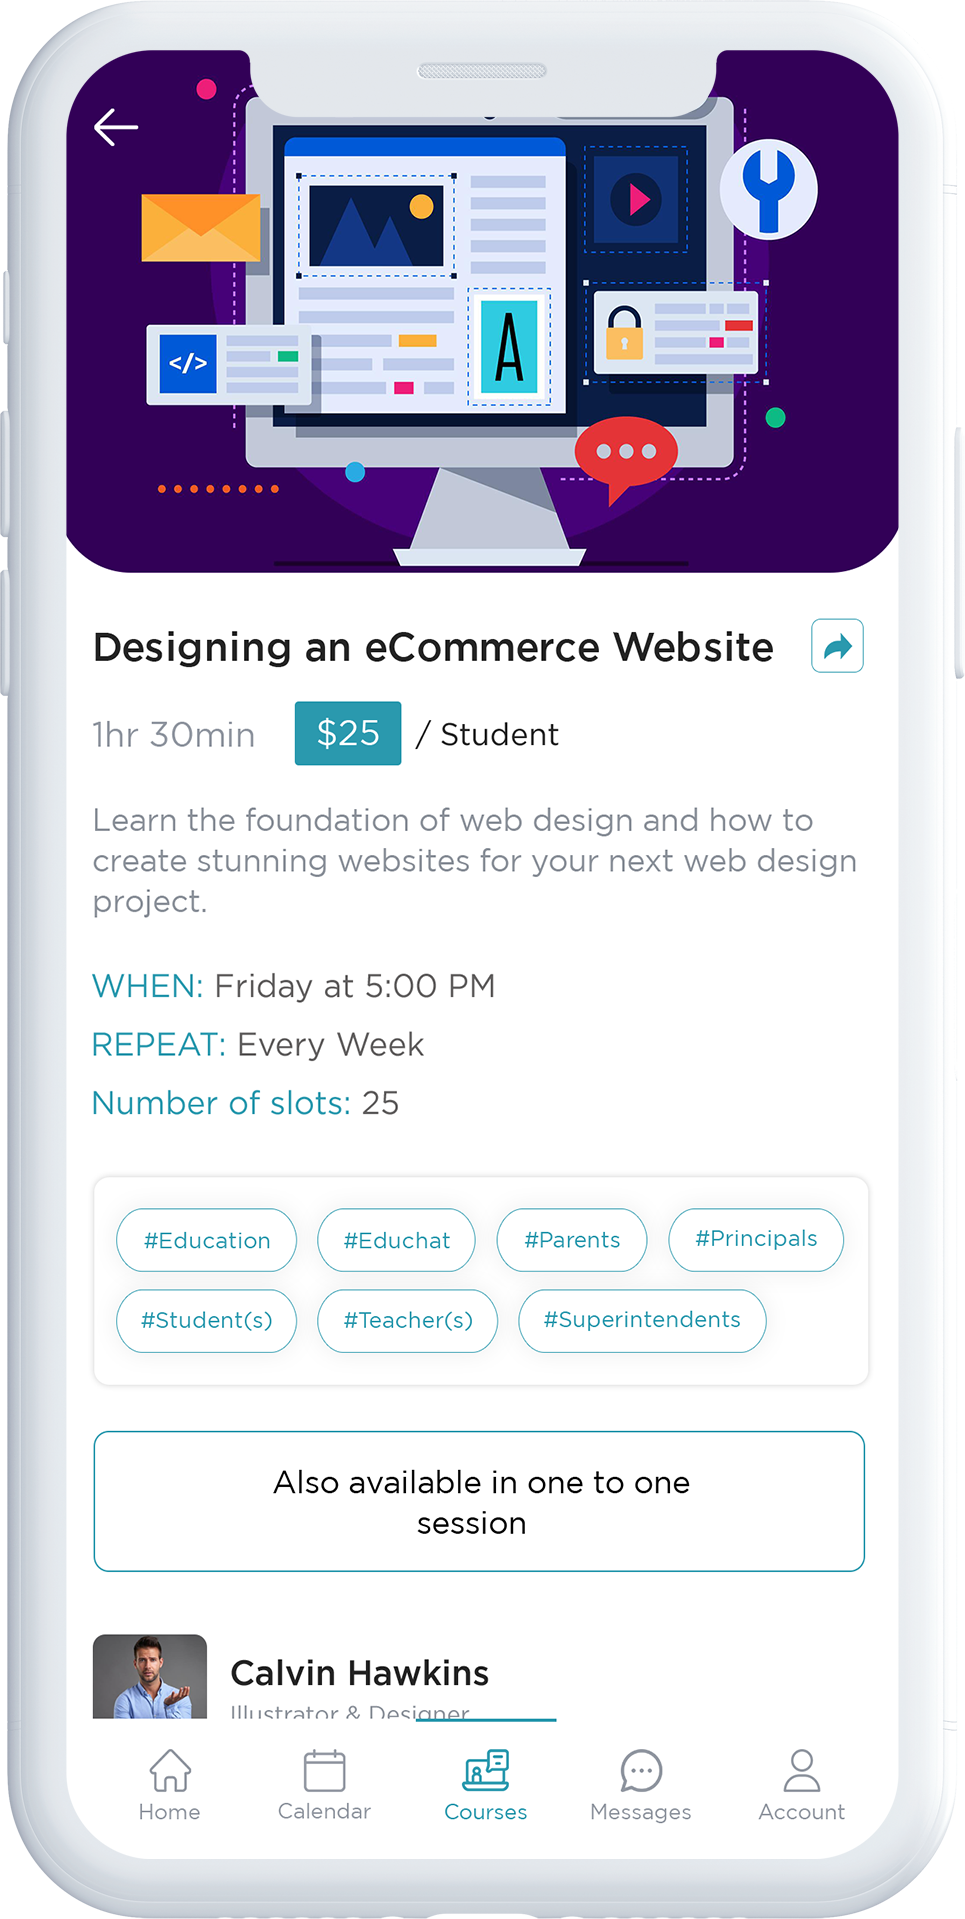 </>
A
Designing an eCommerce Website
1hr 30min $25 / Student
Learn the foundation of web design and how to
create stunning websites for your next web design
project.
WHEN: Friday at 5:00 PM
REPEAT: Every Week
Number of slots: 25
#Education #Educhat #Parents #Principals
#Student(s) #Teacher(s) #Superintendents
Also available in one to one
session
Calvin Hawkins
Illustrator & Designer
Home Calendar Courses Messages Account